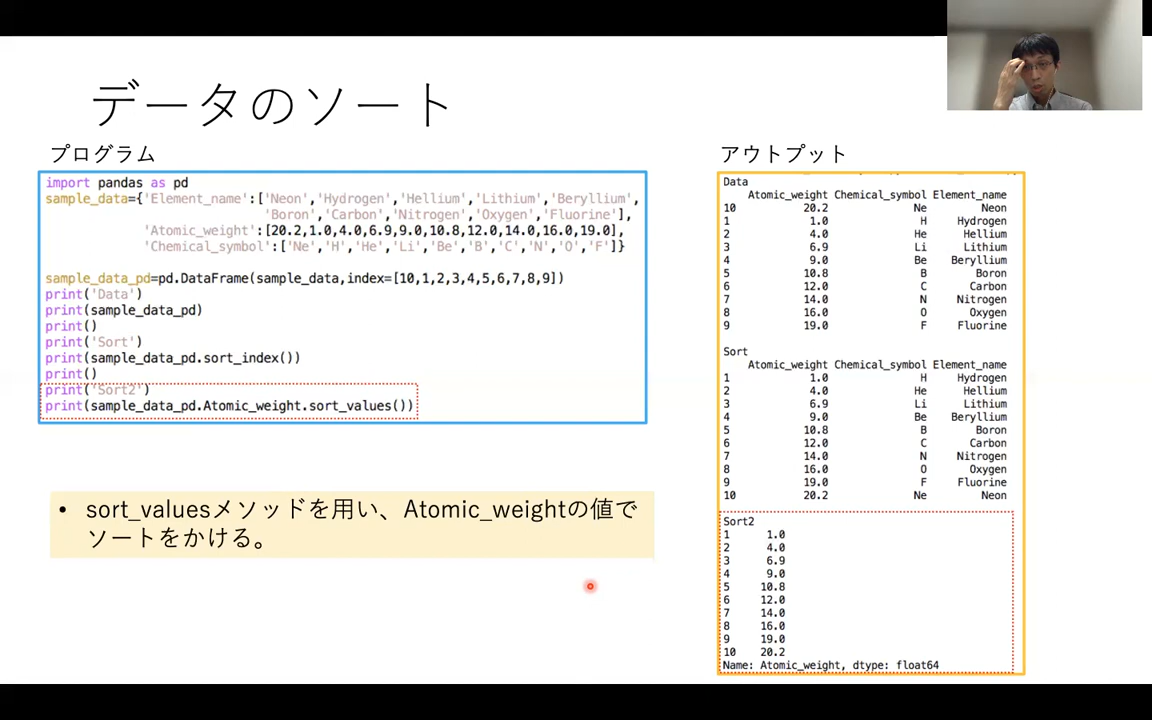 データのソート
プログラム
import pandas as pd
sample_data={'Element_name':['Neon','Hydrogen','Hellium','Lithium','Beryllium',
'Boron','Carbon','Nitrogen','Oxygen','Fluorine'],
'Atomic_weight':[20.2,1.0,4.0,6.9,9.0,10.8,12.0,14.0,16.0,19.0],
'Chemical_symbol':['Ne','H','He','Li','Be','B','C','N','O','F']}
sample_data_pd=pd.DataFrame(sample_data,index=[10,1,2,3,4,5,6,7,8,9])
print('Data')
print(sample_data_pd)
print()
print('Sort')
print(sample_data_pd.sort_index())
print()
print('Sort2')
print(sample_data_pd.Atomic_weight.sort_values())
• sort_valuesメソッドを用い、Atomic_weightの値で
ソートをかける。
アウトプット
Data
Atomic_weight Chemical_symbol Element_name
10 20.2 Ne Neon
1 1.0 H Hydrogen
2 4.0 He Hellium
3 6.9 Li Lithium
4 9.0 Be Beryllium
5 10.8 B Boron
6 12.0 C Carbon
7 14.0 N Nitrogen
8 16.0 O Oxygen
9 19.0 F Fluorine
Sort
Atomic_weight Chemical_symbol Element_name
1 1.0 H Hydrogen
2 4.0 He Hellium
3 6.9 Li Lithium
4 9.0 Be Beryllium
5 10.8 B Boron
6 12.0 C Carbon
7 14.0 N Nitrogen
8 16.0 O Oxygen
9 19.0 F Fluorine
10 20.2 Ne Neon
Sort2
1 1.0
2 4.0
3 6.9
4 9.0
5 10.8
6 12.0
7 14.0
8 16.0
9 19.0
10 20.2
Name: Atomic_weight, dtype: float64